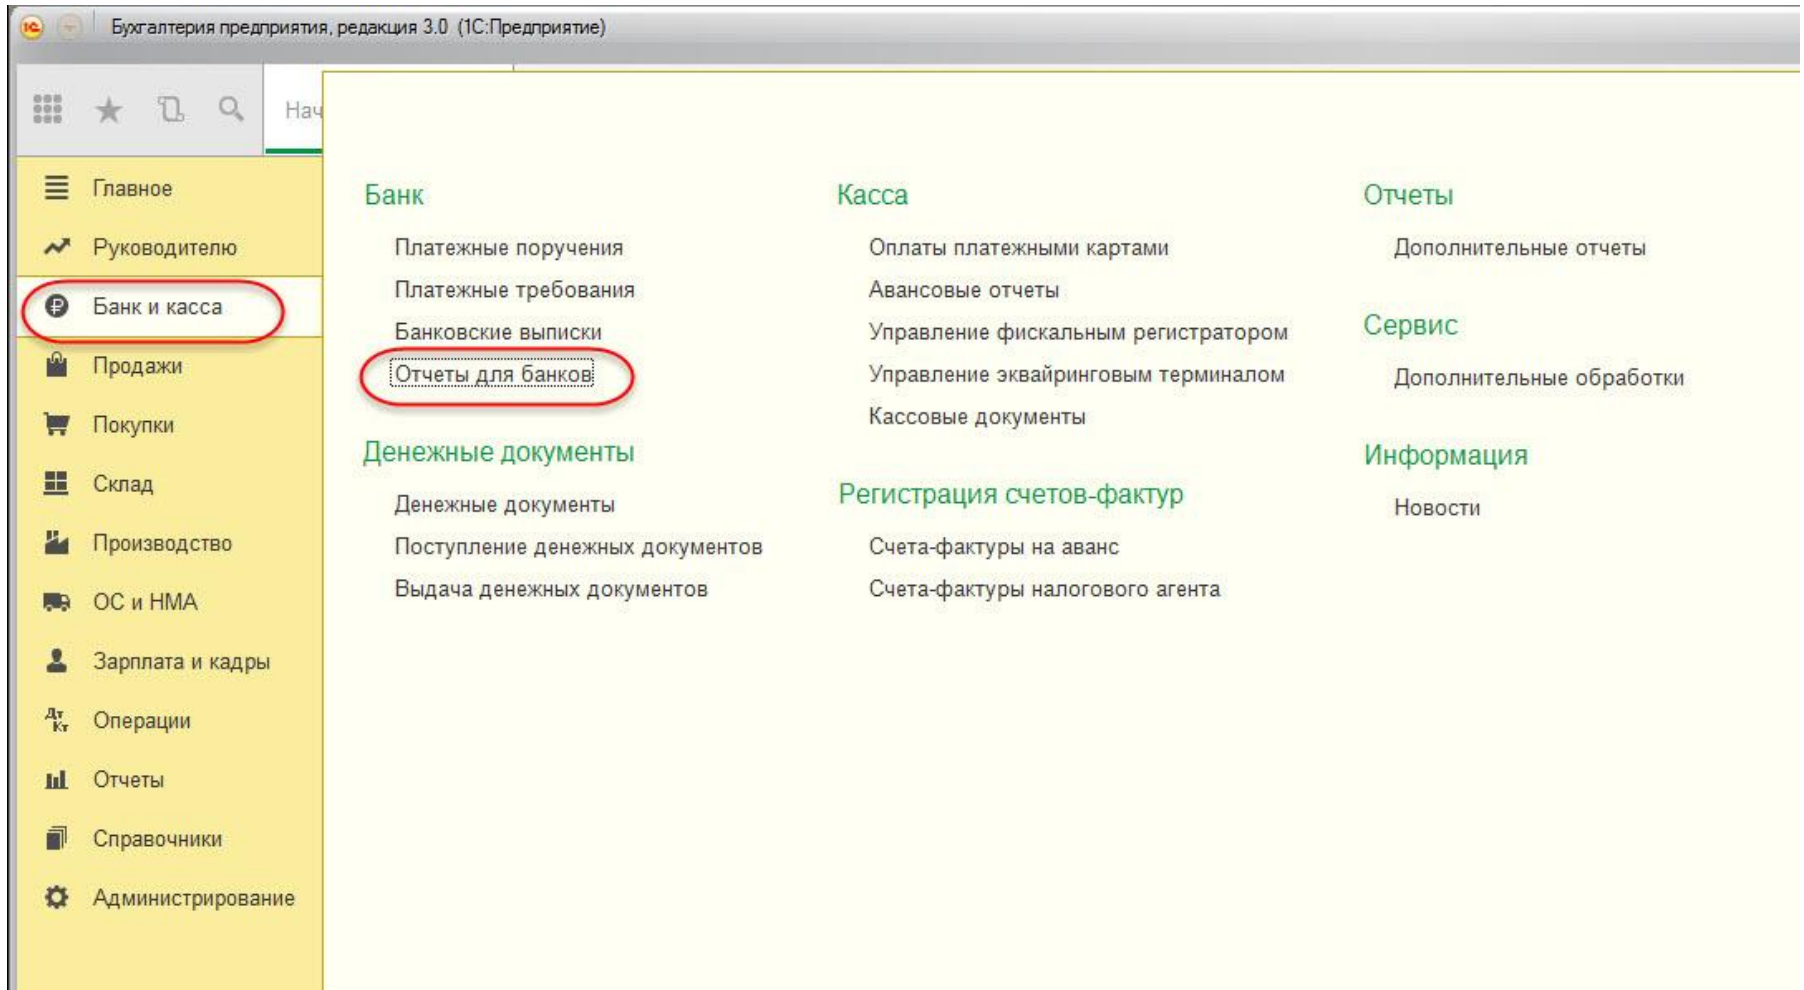 1С Бухгалтерия предприятия, редакция 3.0 (1С:Предприятие)
Нач
Главное
Руководителю
Банк и касса
Продажи
Покупки
Склад
Производство
ОС и НМА
Зарплата и кадры
Дт Кт Операции
Отчеты
Справочники
Администрирование
Банк
Платежные поручения
Платежные требования
Банковские выписки
Отчеты для банков
Денежные документы
Денежные документы
Поступление денежных документов
Выдача денежных документов
Касса
Оплаты платежными картами
Авансовые отчеты
Управление фискальным регистратором
Управление эквайринговым терминалом
Кассовые документы
Регистрация счетов-фактур
Счета-фактуры на аванс
Счета-фактуры налогового агента
Отчеты
Дополнительные отчеты
Сервис
Дополнительные обработки
Информация
Новости